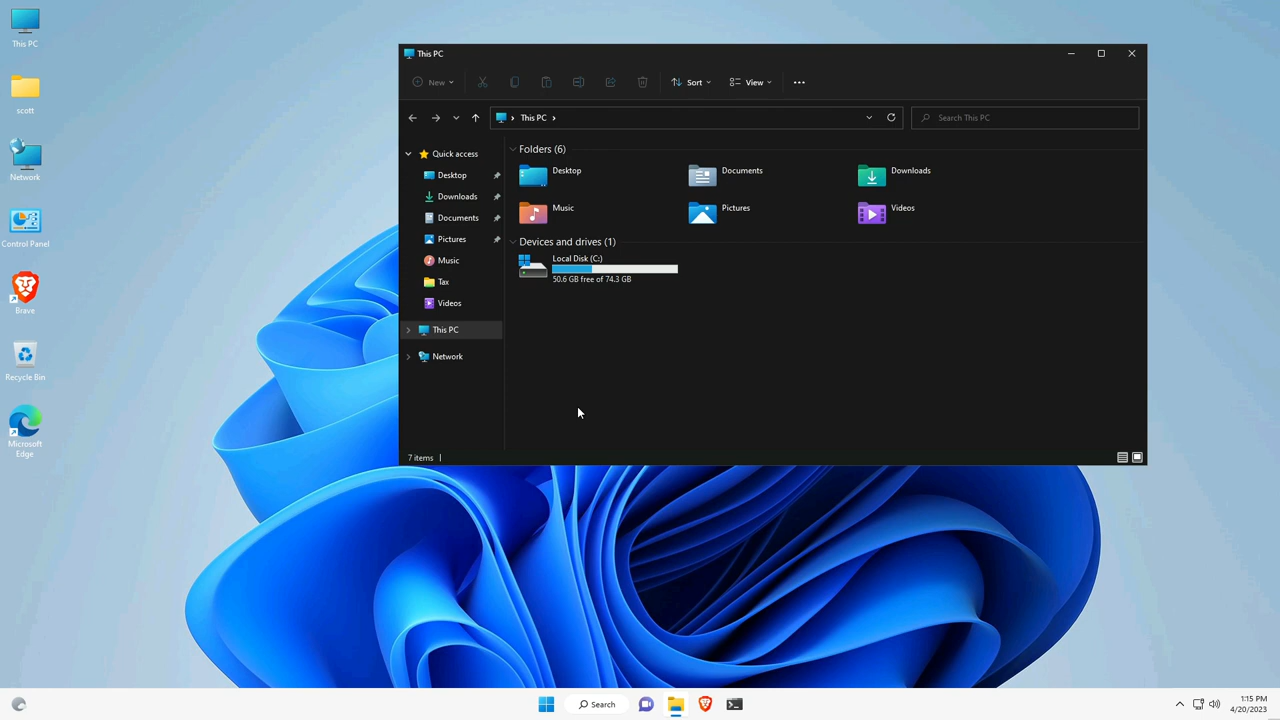 This PC
scott
Network
Control Panel
Brave
Recycle Bin
Microsoft
Edge
This PC
New
Sort
View
This PC
Search This PC
Quick access
Desktop
Downloads
Documents
Pictures
Music
Tax
Videos
This PC
Network
Folders (6)
Desktop
Documents
Downloads
Music
Pictures
Videos
Devices and drives (1)
Local Disk (C:)
50.6 GB free of 74.3 GB
7 items
Search
1:15 PM
4/20/2023